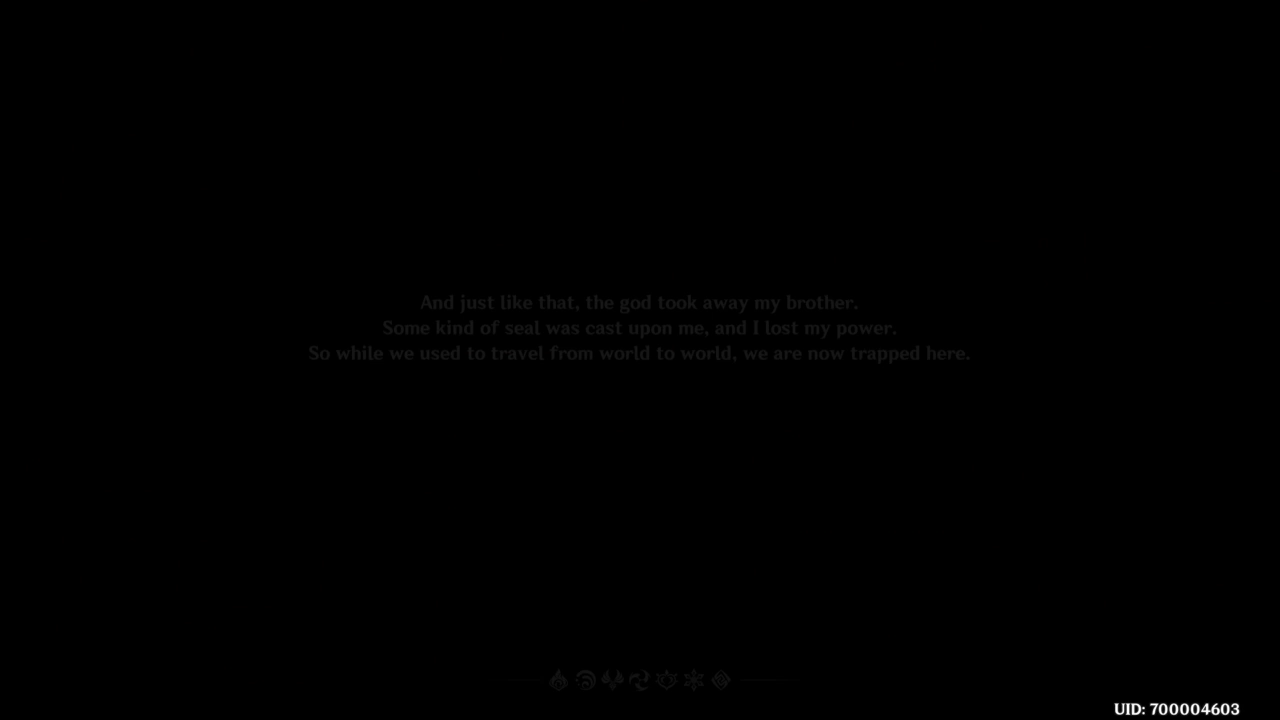 And just like that, the god took away my brother.
Some kind of seal was cast upon me, and I lost my power.
So while we used to travel from world to world, we are now trapped here.
UID: 700004603